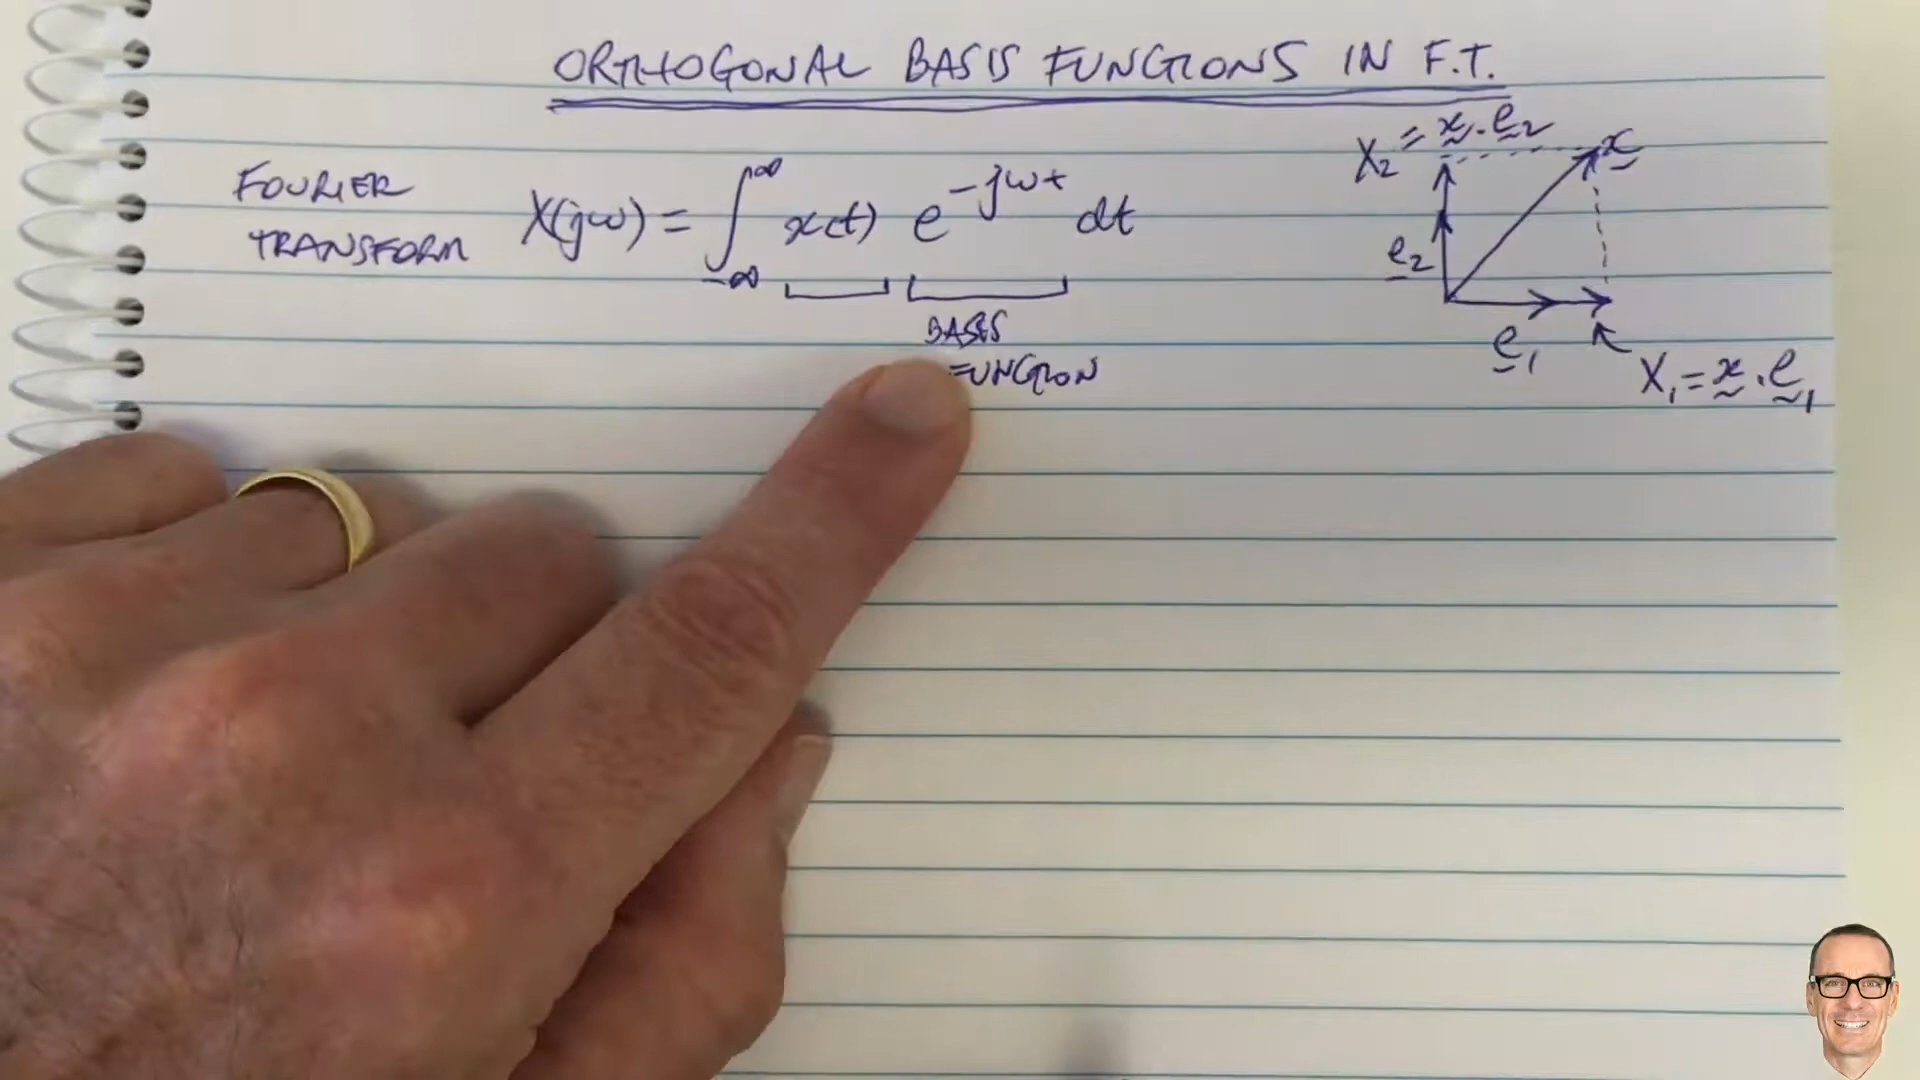 ORTHOGONAL BASIS FUNCTIONS IN F.T.
FOURIER TRANSFORM
X(jω) = ∫_{-∞}^{∞} x(t) e^{-jωt} dt
BASIS
FUNCTION
X₂ = x . e₂
x
e₂
e₁
X₁ = x . e₁